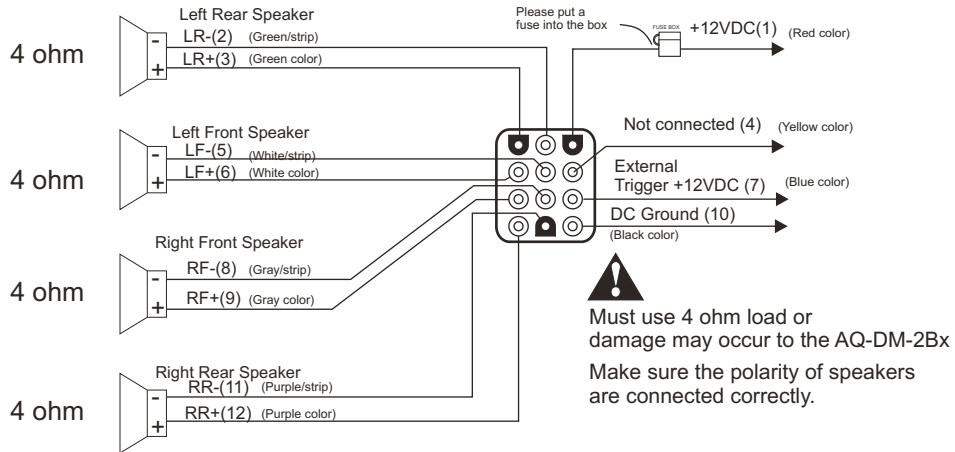 Left Rear Speaker
4 ohm
-
+
LR-(2) (Green/strip)
LR+(3) (Green color)
Left Front Speaker
4 ohm
-
+
LF-(5) (White/strip)
LF+(6) (White color)
Right Front Speaker
4 ohm
-
+
RF-(8) (Gray/strip)
RF+(9) (Gray color)
Right Rear Speaker
4 ohm
-
+
RR-(11) (Purple/strip)
RR+(12) (Purple color)
Please put a
fuse into the box
FUSE BOX
+12VDC(1) (Red color)
Not connected (4) (Yellow color)
External
Trigger +12VDC (7) (Blue color)
DC Ground (10)
(Black color)
!
Must use 4 ohm load or
damage may occur to the AQ-DM-2Bx
Make sure the polarity of speakers
are connected correctly.